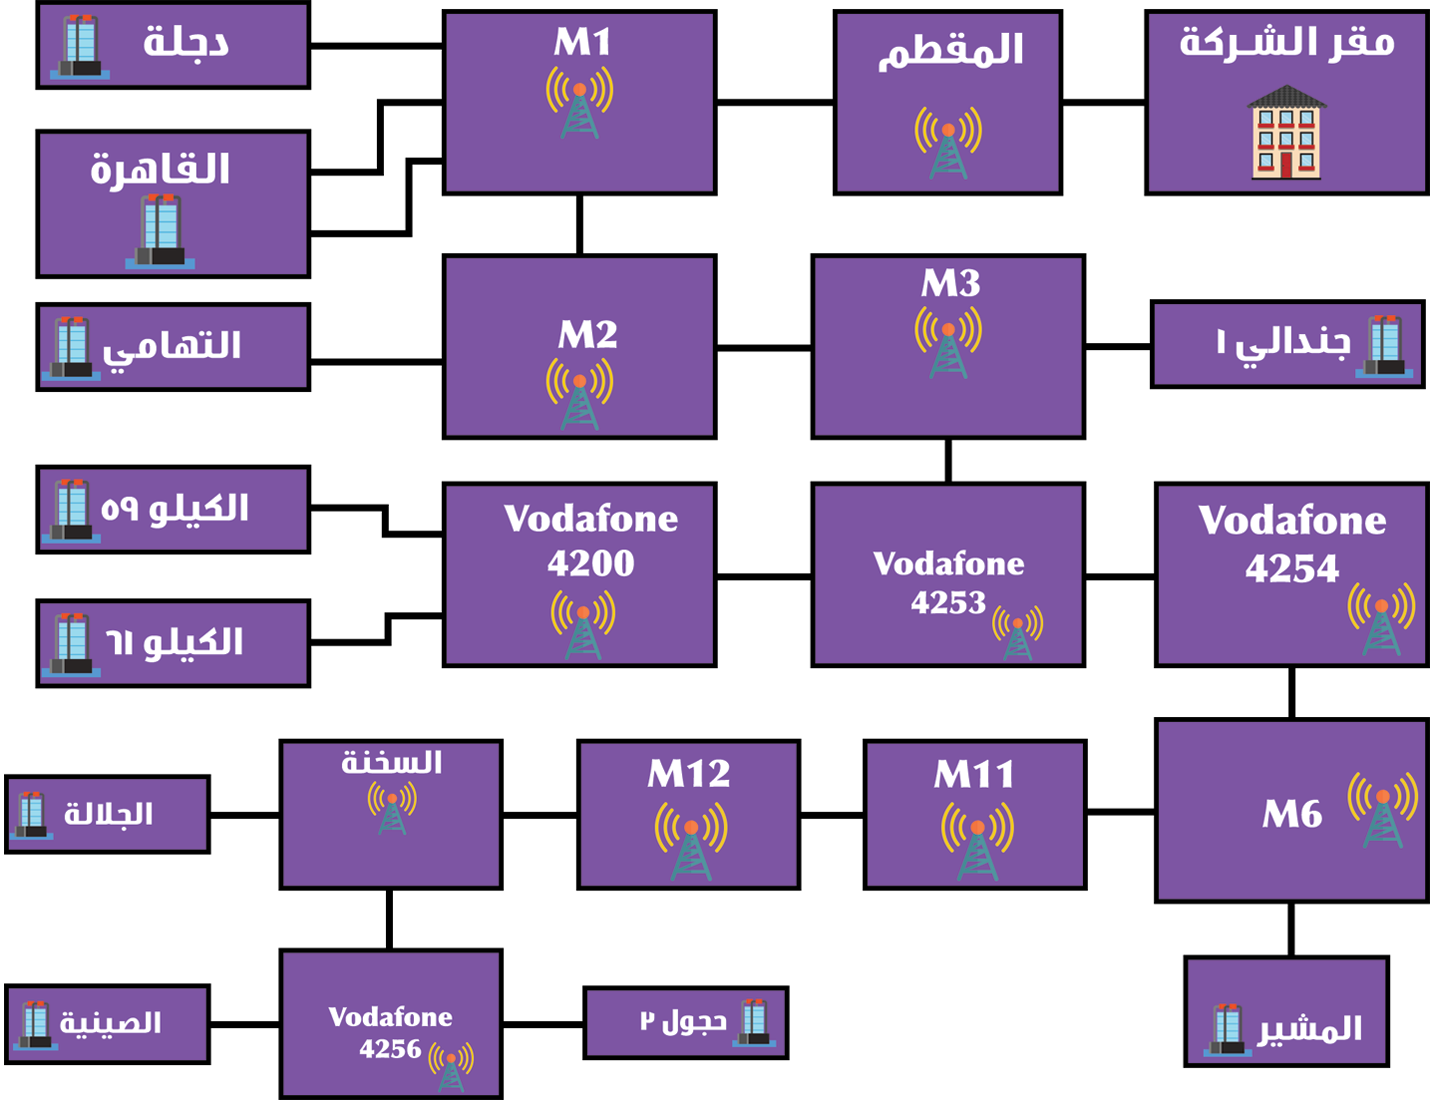 مقر الشركة
المقطم
M1
دجلة
القاهرة
M3
جندالي ١
M2
التهامي
Vodafone
4254
Vodafone
4253
Vodafone
4200
الكيلو ٥٩
الكيلو ٦١
M6
M11
M12
السخنة
الجلالة
المشير
حجول ٢
Vodafone
4256
الصينية